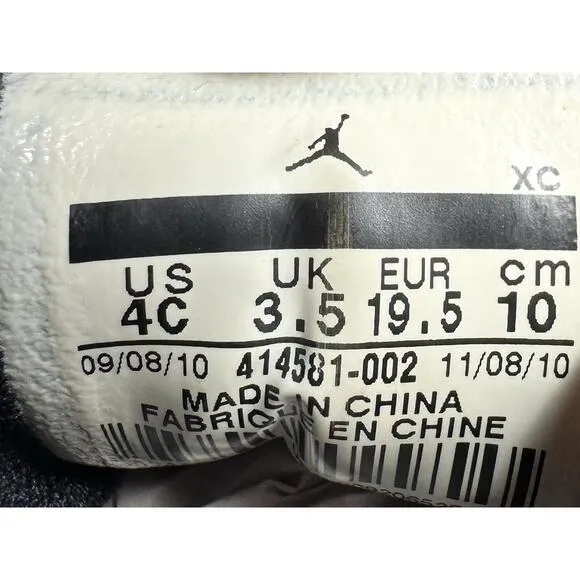 XC
US UK EUR cm
4C 3.5 19.5 10
09/08/10 414581-002 11/08/10
MADE IN CHINA
EN CHINE